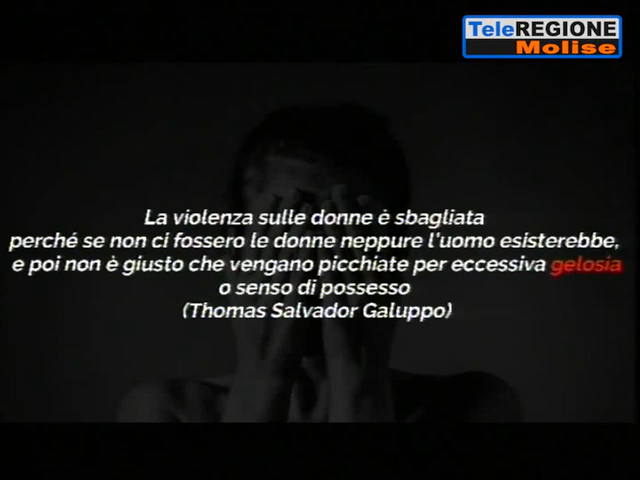 TeleREGIONE
Molise
La violenza sulle donne è sbagliata
perché se non ci fossero le donne neppure l'uomo esisterebbe,
e poi non è giusto che vengano picchiate per eccessiva gelosia
o senso di possesso
(Thomas Salvador Galuppo)